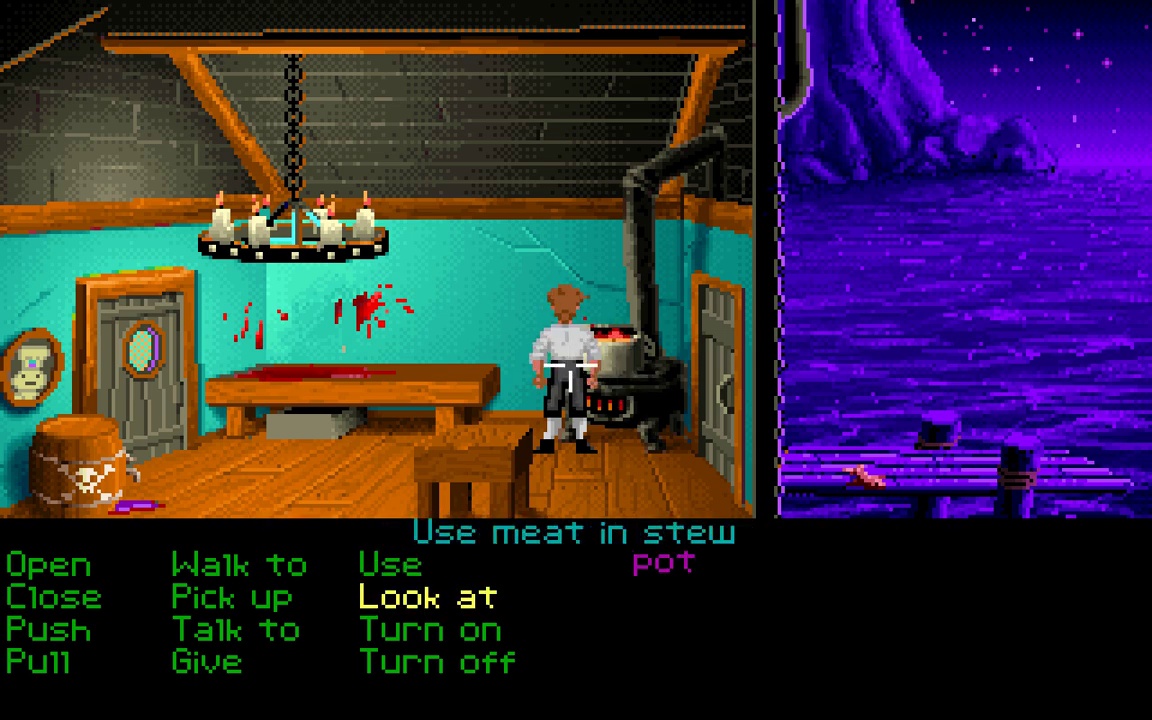 Use meat in stew
Open Walk to Use pot
Close Pick up Look at
Push Talk to Turn on
Pull Give Turn off